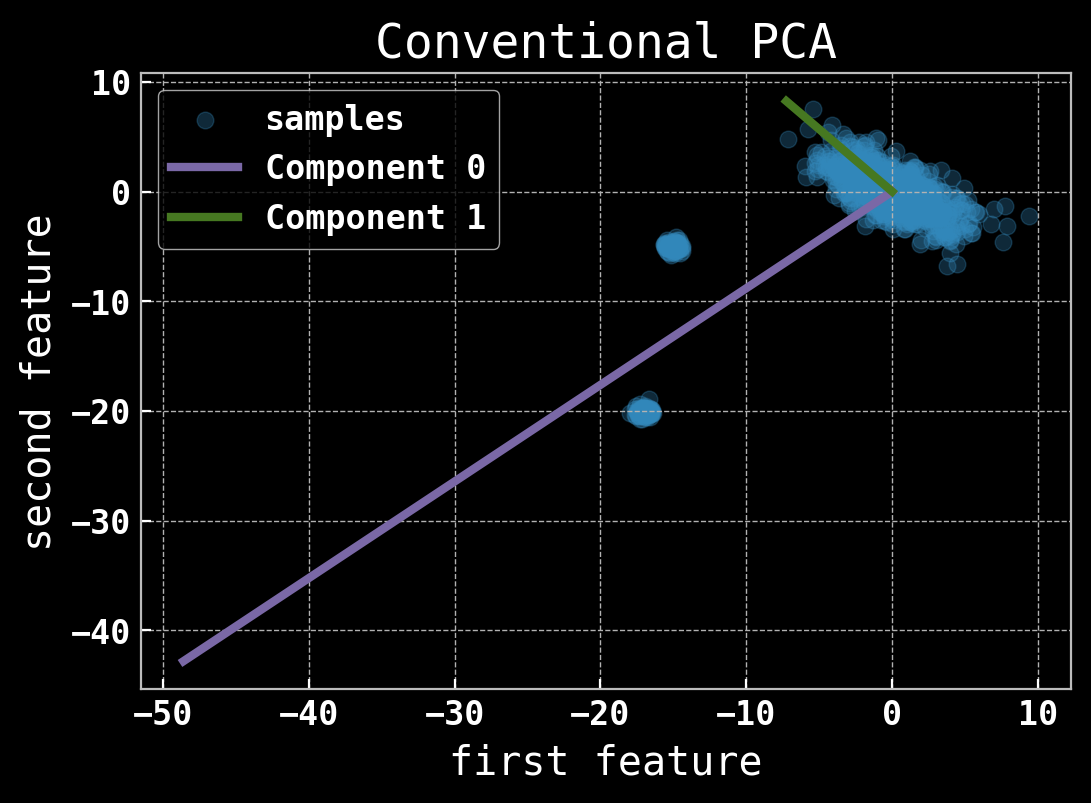 Conventional PCA
samples
Component 0
Component 1
10
0
−10
−20
−30
−40
second feature
−50
−40
−30
−20
−10
0
10
first feature